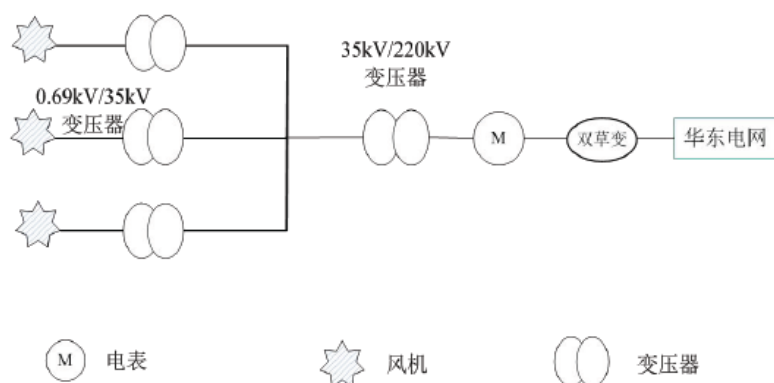 35kV/220kV
变压器
0.69kV/35kV
变压器
M
双草变
华东电网
M
电表
风机
变压器